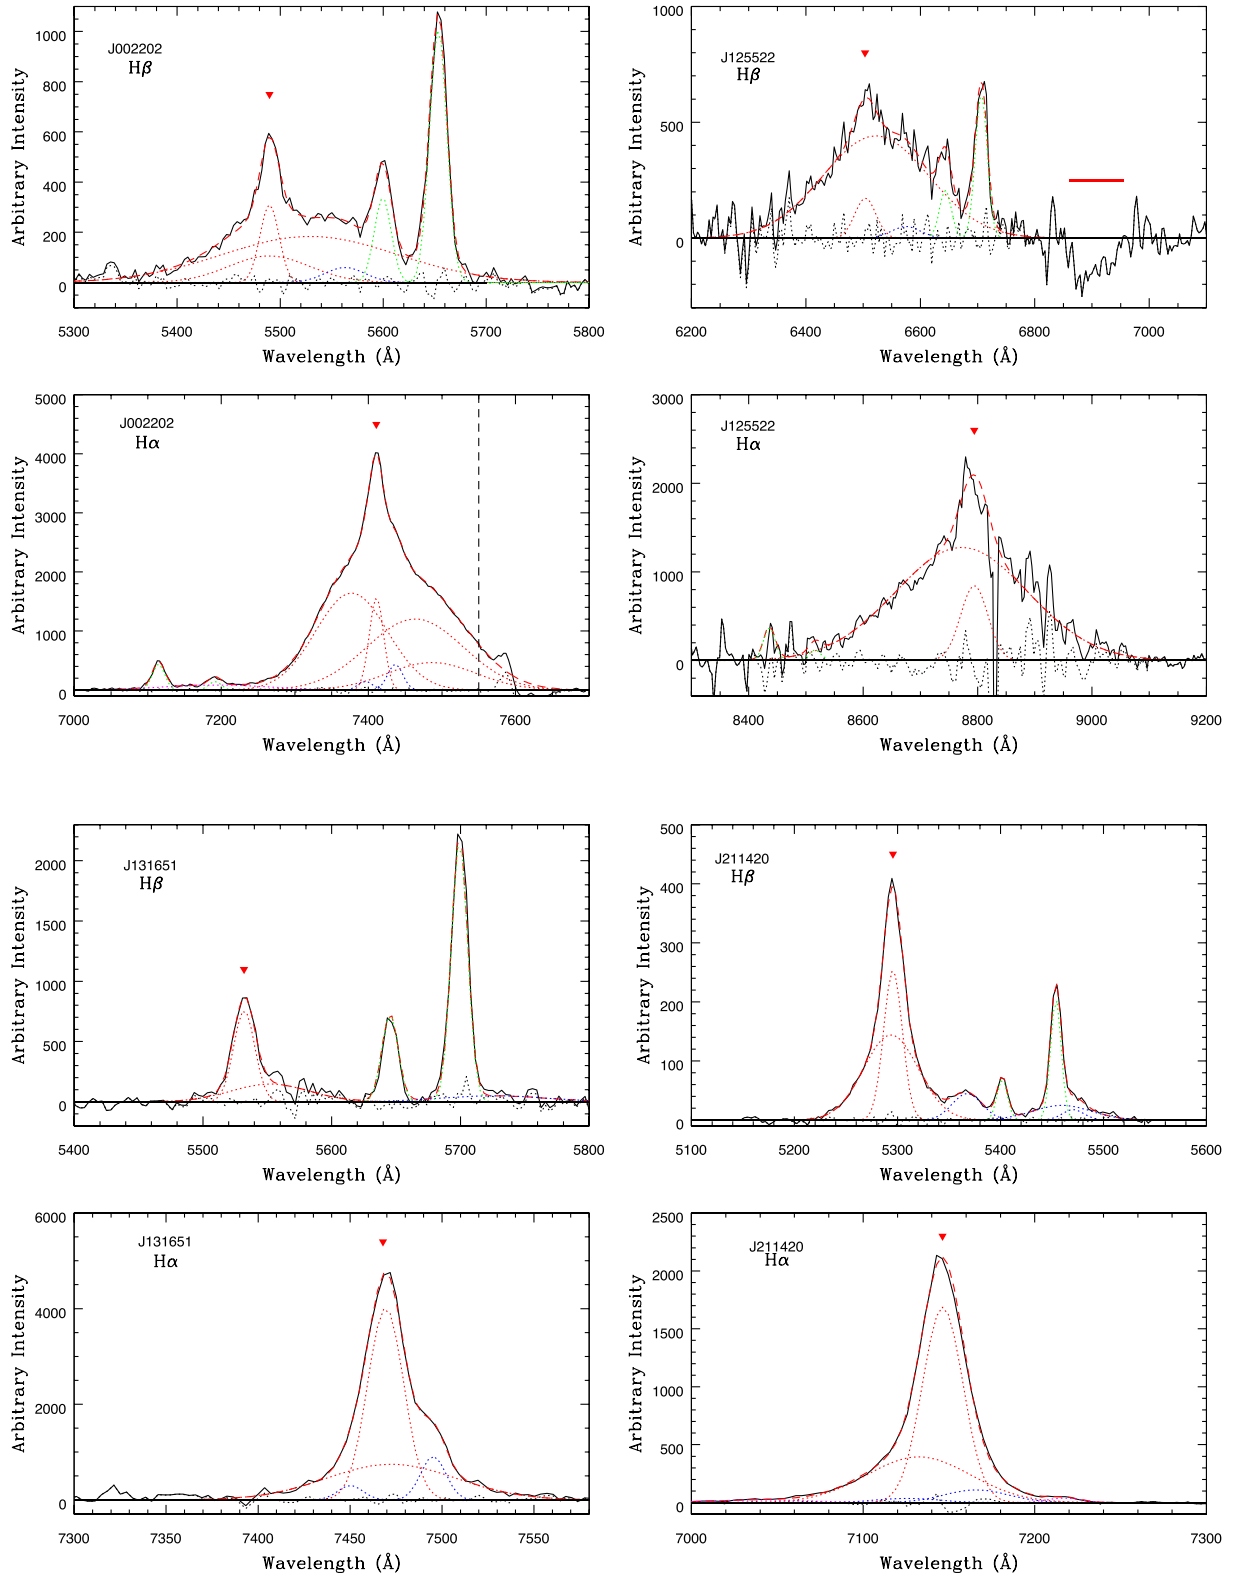 J002202
Hβ
Arbitrary Intensity
0
200
400
600
800
1000
5300
5400
5500
5600
5700
5800
Wavelength (Å)
J125522
Hβ
Arbitrary Intensity
0
500
1000
6200
6400
6600
6800
7000
Wavelength (Å)
J002202
Hα
Arbitrary Intensity
0
1000
2000
3000
4000
5000
7000
7200
7400
7600
Wavelength (Å)
J125522
Hα
Arbitrary Intensity
0
1000
2000
3000
8400
8600
8800
9000
9200
Wavelength (Å)
J131651
Hβ
Arbitrary Intensity
0
500
1000
1500
2000
5400
5500
5600
5700
5800
Wavelength (Å)
J211420
Hβ
Arbitrary Intensity
0
100
200
300
400
500
5100
5200
5300
5400
5500
5600
Wavelength (Å)
J131651
Hα
Arbitrary Intensity
0
2000
4000
6000
7300
7350
7400
7450
7500
7550
Wavelength (Å)
J211420
Hα
Arbitrary Intensity
0
500
1000
1500
2000
2500
7000
7100
7200
7300
Wavelength (Å)